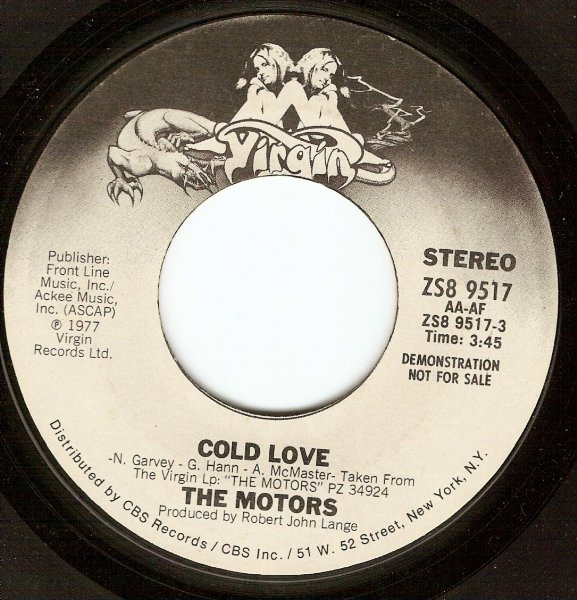 Virgin
Publisher:
Front Line
Music, Inc./
Ackee Music,
Inc. (ASCAP)
℗ 1977
Virgin
Records Ltd.
STEREO
ZS8 9517
AA-AF
ZS8 9517-3
Time: 3:45
DEMONSTRATION
NOT FOR SALE
COLD LOVE
-N. Garvey - G. Hann - A. McMaster- Taken From
The Virgin Lp: "THE MOTORS" PZ 34924
THE MOTORS
Produced by Robert John Lange
Distributed by CBS Records / CBS Inc. / 51 W. 52 Street, New York, N.Y.